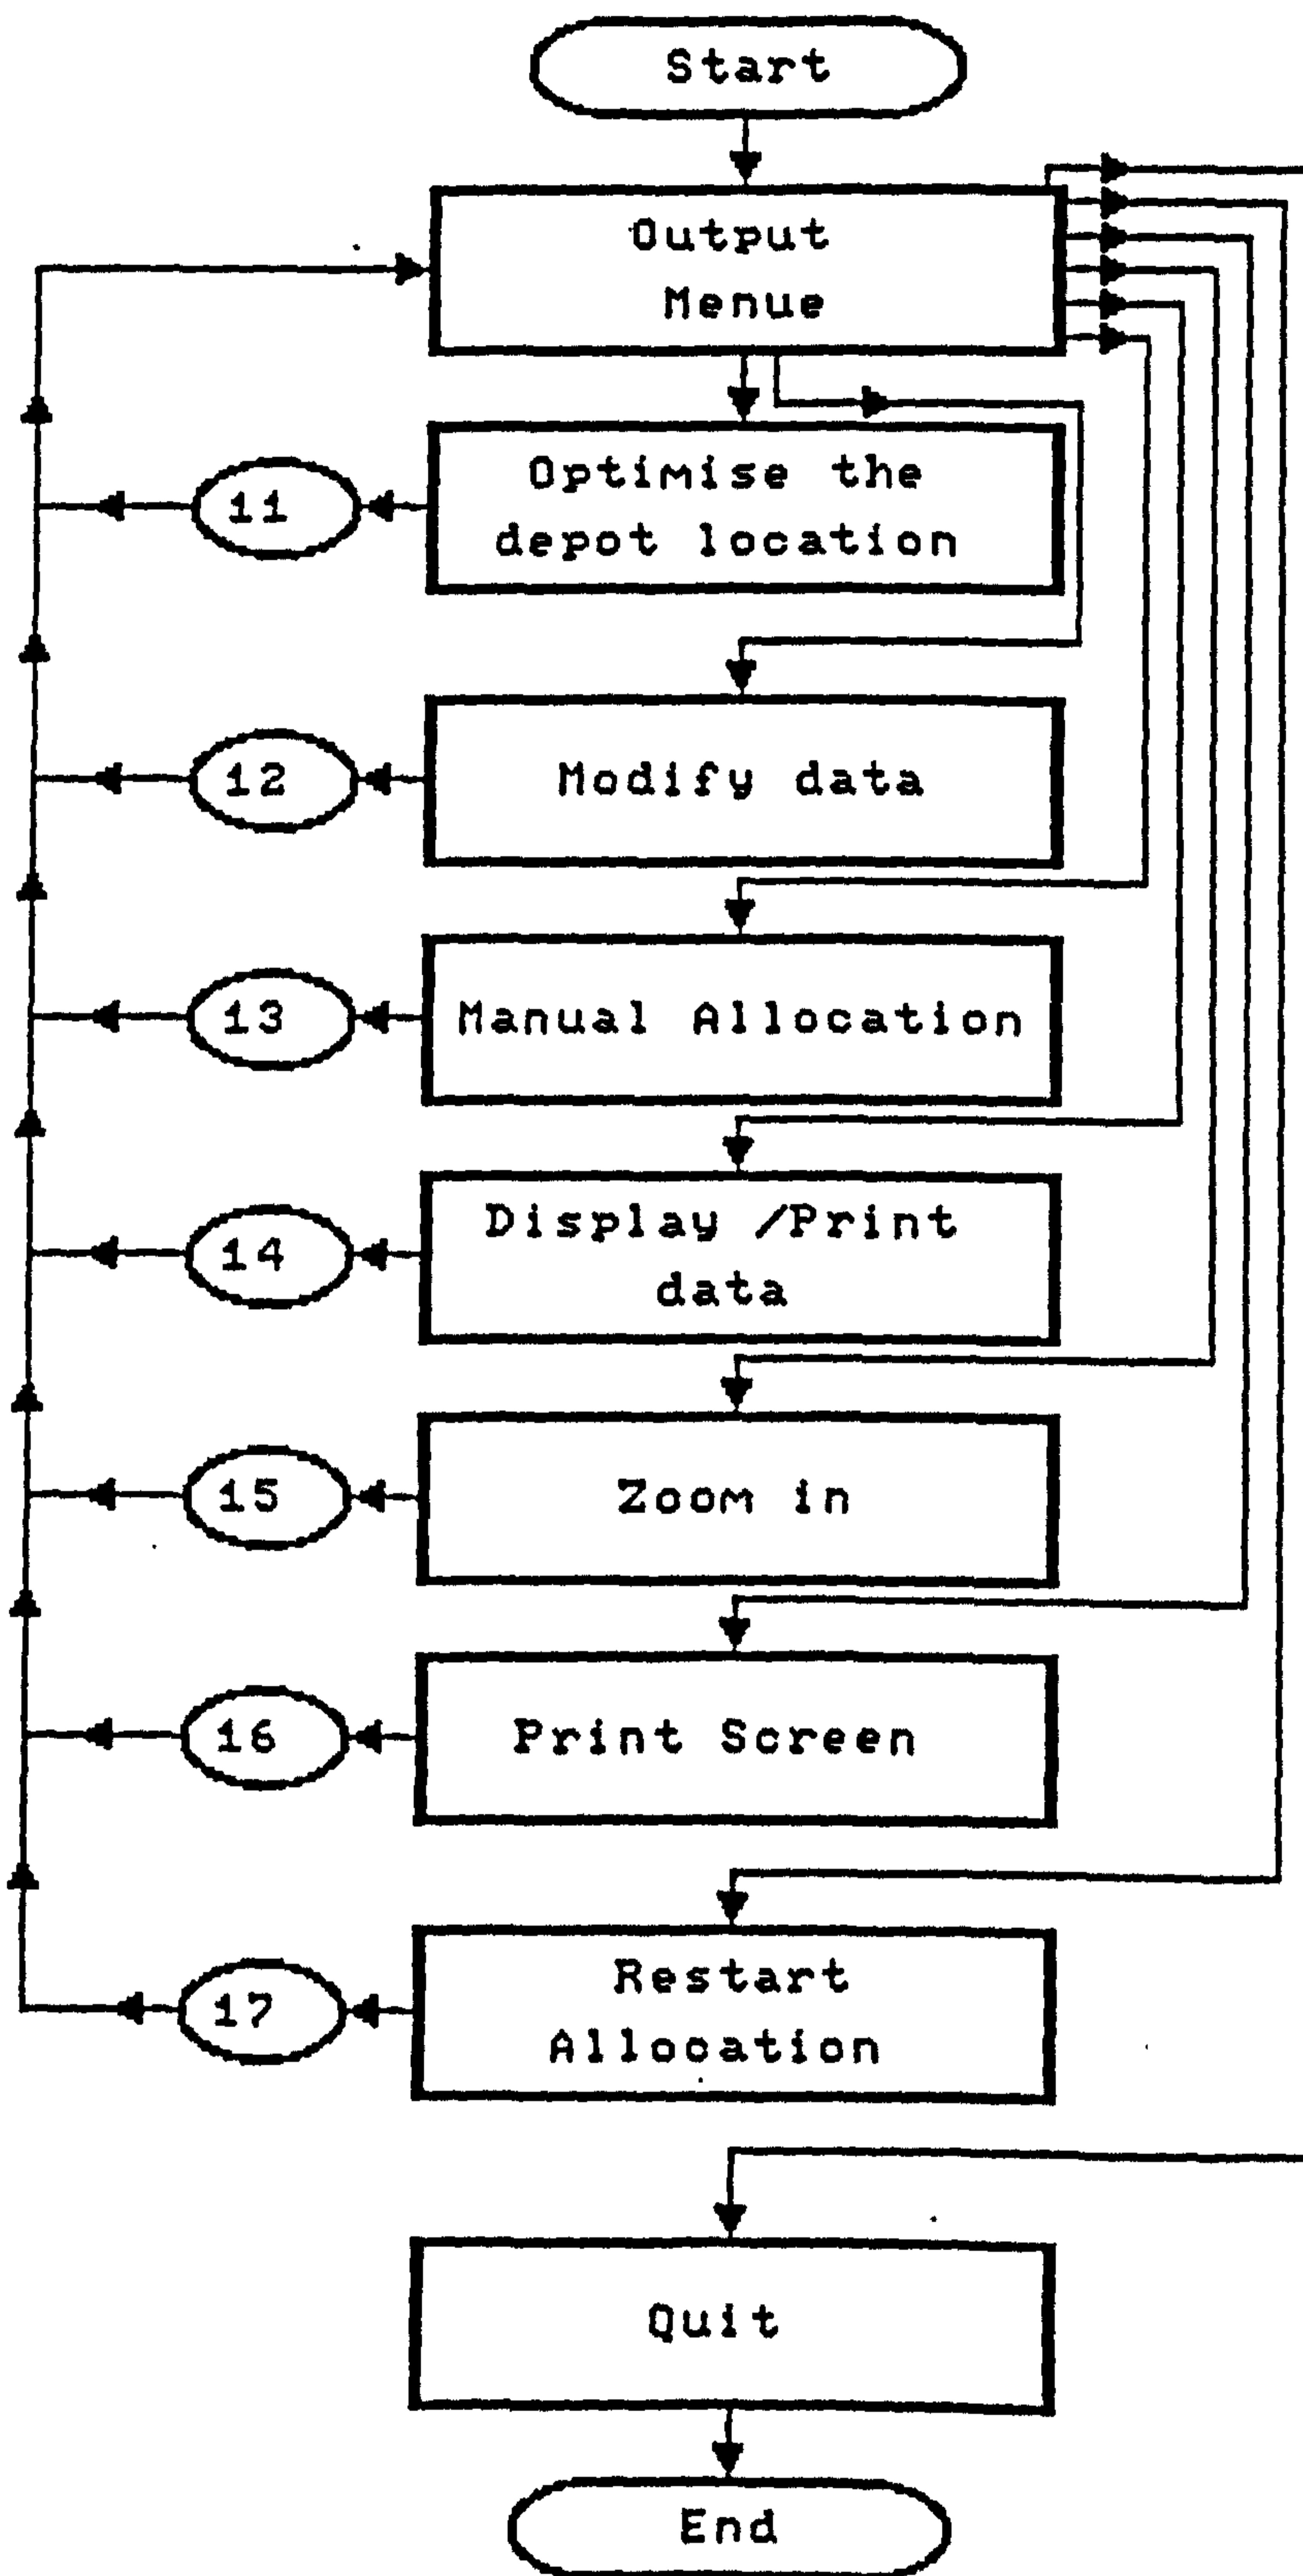 Start
Output
Menue
Optimise the
depot location
11
Modify data
12
Manual Allocation
13
Display /Print
data
14
Zoom in
15
Print Screen
16
Restart
Allocation
17
Quit
End